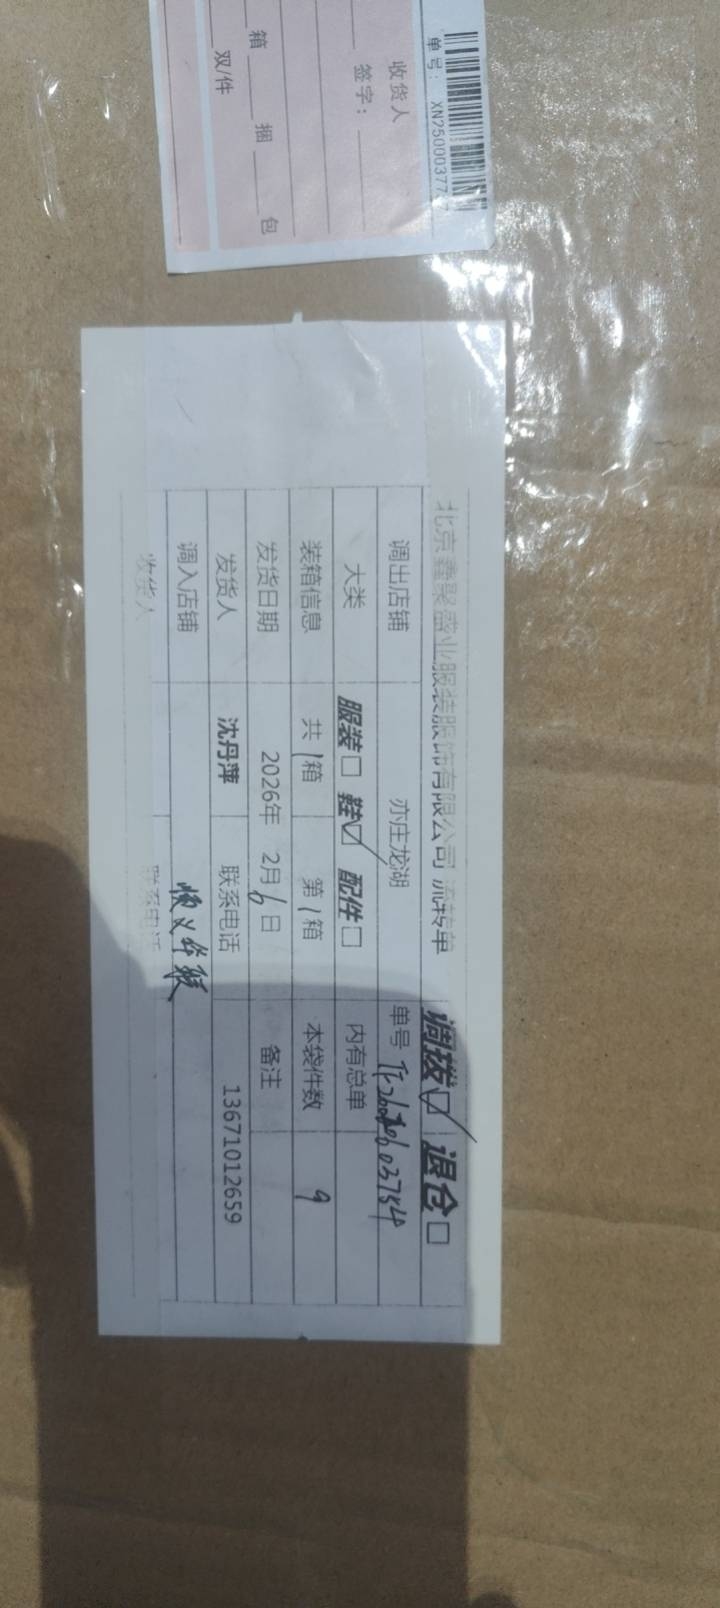 单号：XN25000377
收货人
签字：
箱 捆 包
双/件
北京鑫聚盛业服装服饰有限公司 流转单 调拨☑ 退仓☐
调出店铺 亦庄龙湖 单号
大类 服装☐ 鞋☑ 配件☐ 内有总单
装箱信息 共1箱 第1箱 本袋件数 9
发货日期 2026年 2月6日 备注
发货人 沈丹萍 联系电话 13671012659
调入店铺 顺义华联
收货人 联系电话